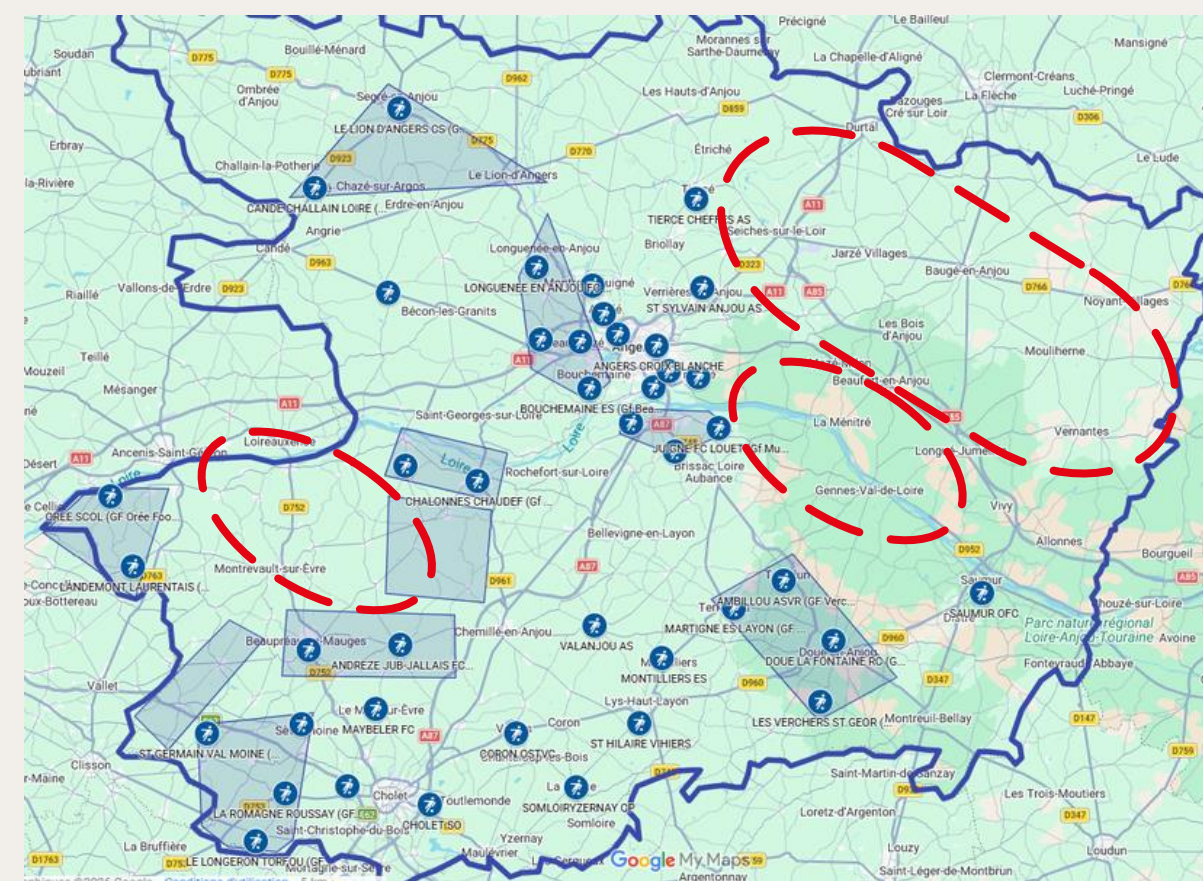 Précigné
Le Bailleul
Soudan
Bouillé-Ménard
D775
D775
D962
Morannes sur
Sarthe-Daumeray
La Chapelle-d'Aligné
Mansigné
Ombrée
d'Anjou
Les Hauts-d'Anjou
D859
Clermont-Créans
La Flèche
Luché-Pringé
Cré sur Loir
D306
Durtal
LE LION D'ANGERS CS (G...
D775
D770
Erbray
Étriché
Le Lude
Challain-la-Potherie
D923
Le Lion-d'Angers
la-Rivière
Chazé-sur-Argos
CANDE CHALLAIN LOIRE (...
Erdre-en-Anjou
A11
TIERCE CHEFFES AS
Seiches-sur-le-Loir
Angrie
Briollay
Candé
Longuenée-en-Anjou
Jarzé Villages
D963
D323
Baugé-en-Anjou
Riaillé
Vallons-de-l'Erdre
D923
LONGUENEE EN ANJOU FC
A11
A85
D766
Noyant-Villages
Bécon-les-Granits
ST SYLVAIN ANJOU AS
Les Bois
d'Anjou
Teillé
Mouliherne
A11
ANGERS CROIX BLANCHE
Mouzeil
Bouchemaine
Beaufort-en-Anjou
Mésanger
A11
BOUCHEMAINE ES (Gf Bea...
Saint-Georges-sur-Loire
A87
La Ménitré
A85
Loireauxence
Loire
Vernantes
JUIGNE FC LOUET (Gf Mu...
A11
Ancenis-Saint-Géréon
Loire
Rochefort-sur-Loire
Brissac Loire
Aubance
Loire
CHALONNES CHAUDEF (Gf ...
Gennes-Val-de-Loire
Vivy
OREE SCOL (GF Orée Foo...
D752
Bellevigne-en-Layon
Allonnes
D952
Bourgueil
LANDEMONT LAURENTAIS (...
D763
Montrevault-sur-Èvre
A87
D961
Saumur
A85
AMBILLOU ASVR (GF Verc...
SAUMUR OFC
MARTIGNE ES LAYON (GF ...
Parc naturel régional
Loire-Anjou-Touraine
Avoine
Chemillé-en-Anjou
VALANJOU AS
D960
ANDREZE JUB-JALLAIS FC...
D752
DOUE LA FONTAINE RC (G...
Fontevraud-l'Abbaye
MONTILLIERS ES
Vallet
D960
D347
Lys-Haut-Layon
MAYBELER FC
LES VERCHERS ST GEOR (...
Montreuil-Bellay
D147
A87
Coron
ST HILAIRE VIHIERS
ST GERMAIN VAL MOINE (...
CORON OSTVC
D759
Clisson
Saint-Martin-de-Sanzay
Cholet
Toutlemonde
Les Trois-Moutiers
LA ROMAGNE ROUSSAY (GF...
SOMLOIRYZERNAY CP
Loretz-d'Argenton
D347
Saint-Christophe-du-Bois
CHOLET SO
Somloire
La Bruffière
Yzernay
Louzy
D1763
LE LONGERON TORFOU (GF
Maulévrier
Google My Maps
Loudun
Mortagne-sur-Sèvre
Argentonnay
Saint-Léger-de-Montbrun